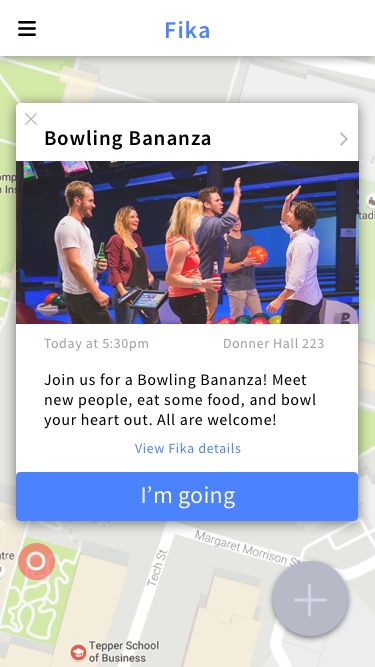 Fika
Bowling Bananza
Today at 5:30pm
Donner Hall 223
Join us for a Bowling Bananza! Meet
new people, eat some food, and bowl
your heart out. All are welcome!
View Fika details
I'm going
Margaret Morrison St
Tech St
Tepper School
of Business